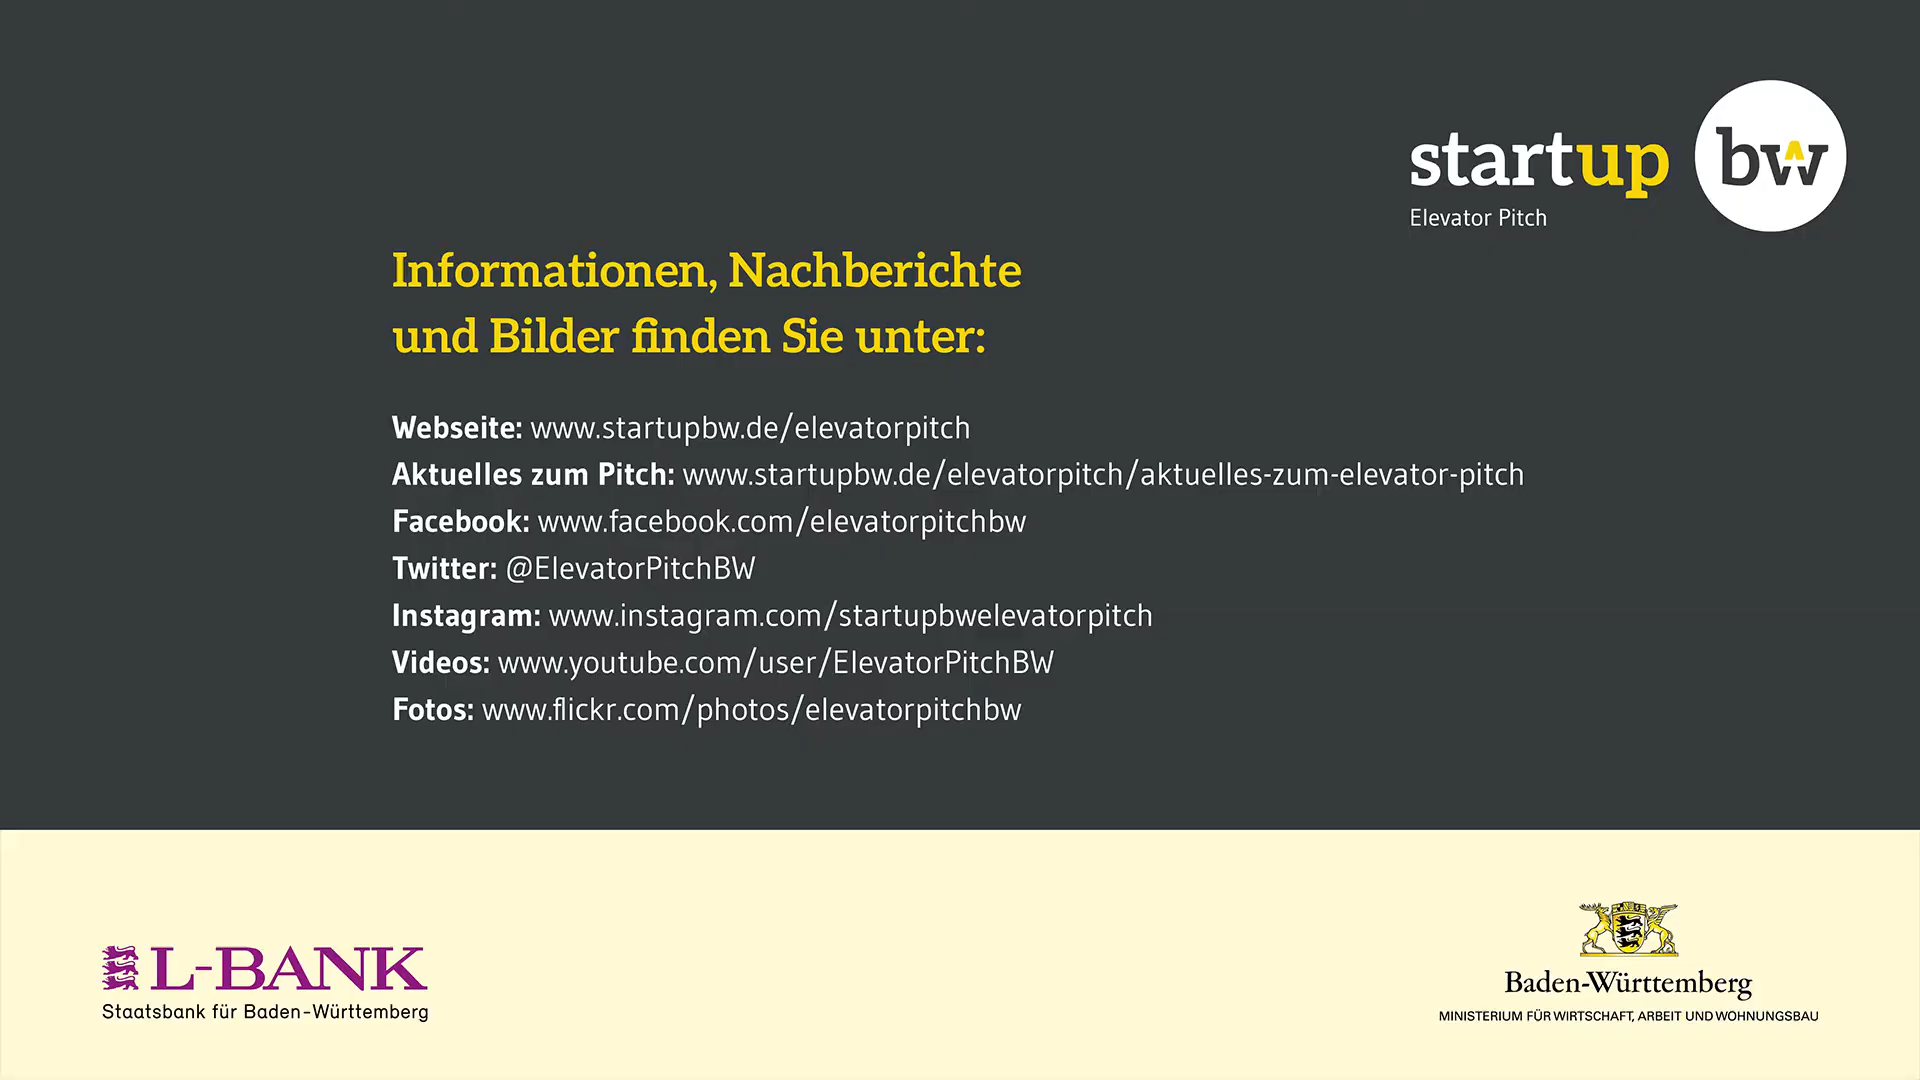 startup bw
Elevator Pitch
Informationen, Nachberichte
und Bilder finden Sie unter:
Webseite: www.startupbw.de/elevatorpitch
Aktuelles zum Pitch: www.startupbw.de/elevatorpitch/aktuelles-zum-elevator-pitch
Facebook: www.facebook.com/elevatorpitchbw
Twitter: @ElevatorPitchBW
Instagram: www.instagram.com/startupbwelevatorpitch
Videos: www.youtube.com/user/ElevatorPitchBW
Fotos: www.flickr.com/photos/elevatorpitchbw
L-BANK
Staatsbank für Baden-Württemberg
Baden-Württemberg
MINISTERIUM FÜR WIRTSCHAFT, ARBEIT UND WOHNUNGSBAU